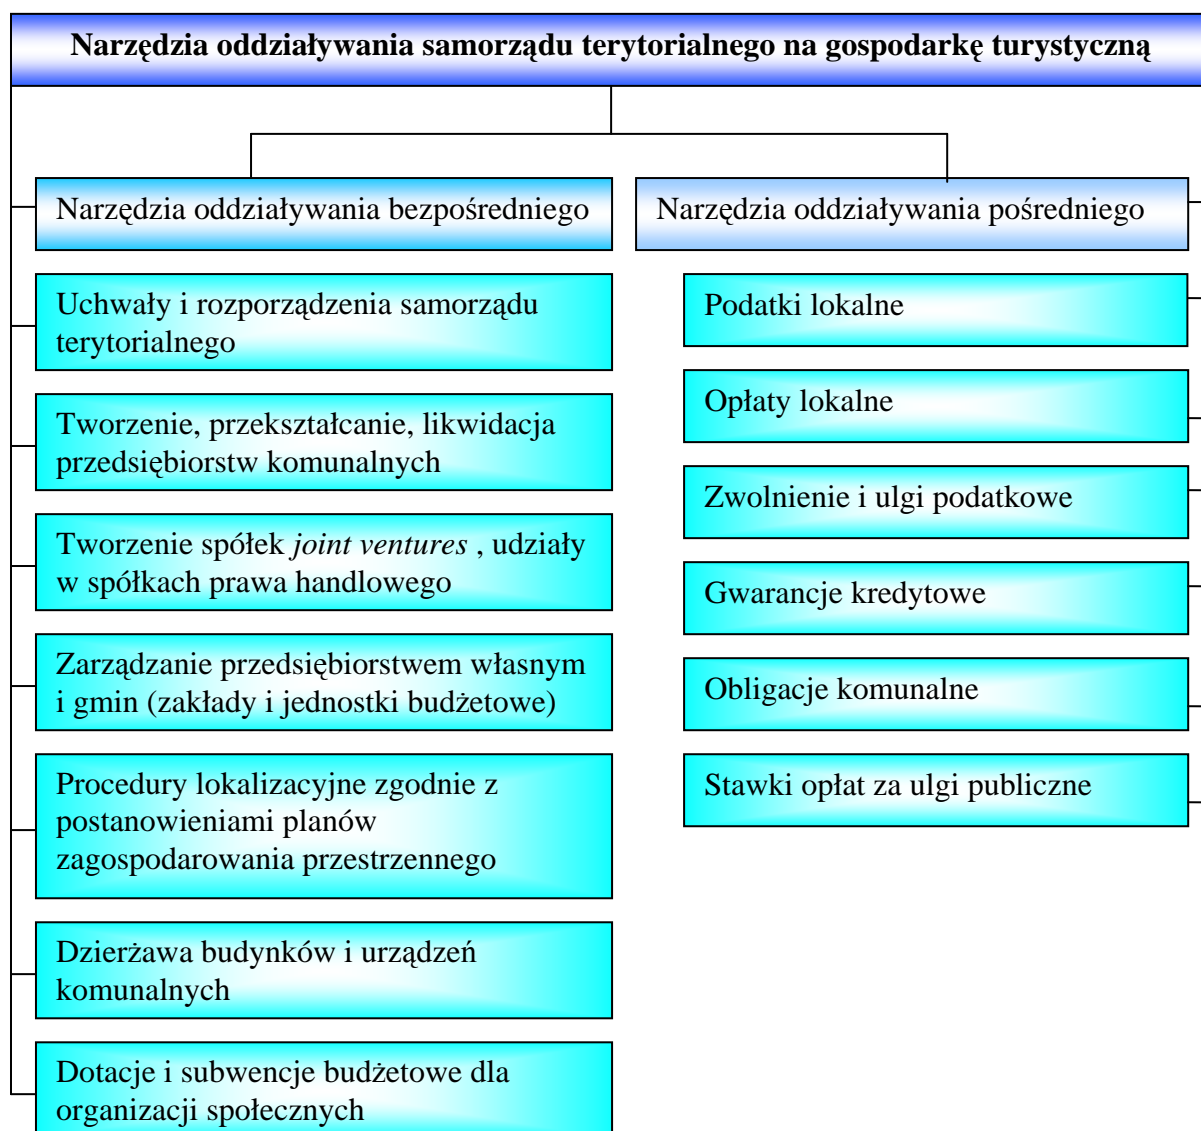 Narzędzia oddziaływania samorządu terytorialnego na gospodarkę turystyczną
Narzędzia oddziaływania bezpośredniego
Uchwały i rozporządzenia samorządu
terytorialnego
Tworzenie, przekształcanie, likwidacja
przedsiębiorstw komunalnych
Tworzenie spółek joint ventures , udziały
w spółkach prawa handlowego
Zarządzanie przedsiębiorstwem własnym
i gmin (zakłady i jednostki budżetowe)
Procedury lokalizacyjne zgodnie z
postanowieniami planów
zagospodarowania przestrzennego
Dzierżawa budynków i urządzeń
komunalnych
Dotacje i subwencje budżetowe dla
organizacji społecznych
Narzędzia oddziaływania pośredniego
Podatki lokalne
Opłaty lokalne
Zwolnienie i ulgi podatkowe
Gwarancje kredytowe
Obligacje komunalne
Stawki opłat za ulgi publiczne